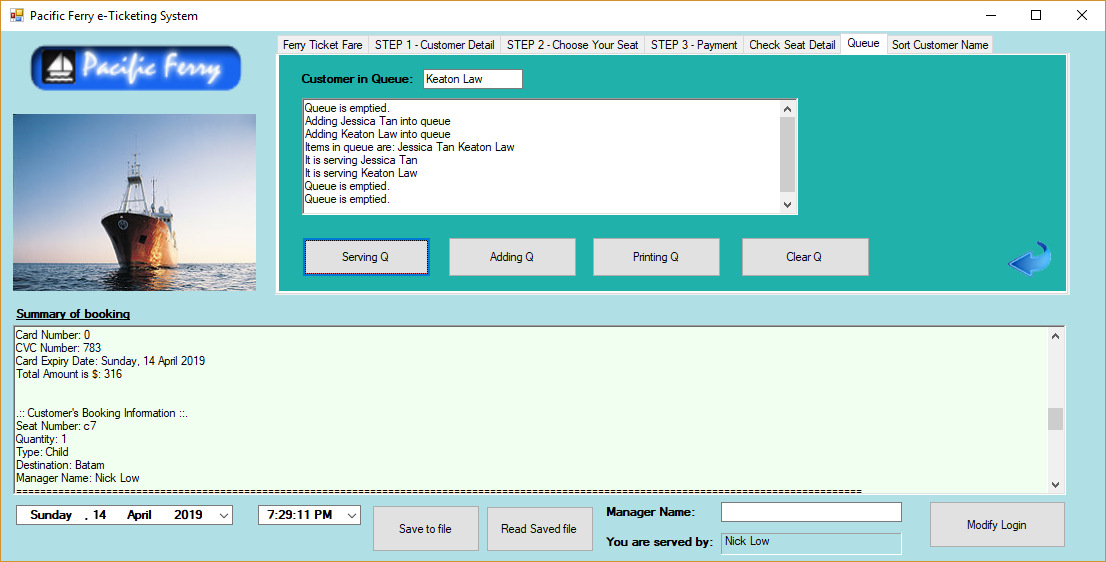 Pacific Ferry e-Ticketing System
Pacific Ferry
Ferry Ticket Fare
STEP 1 - Customer Detail
STEP 2 - Choose Your Seat
STEP 3 - Payment
Check Seat Detail
Queue
Sort Customer Name
Customer in Queue:
Keaton Law
Queue is emptied.
Adding Jessica Tan into queue
Adding Keaton Law into queue
Items in queue are: Jessica Tan Keaton Law
It is serving Jessica Tan
It is serving Keaton Law
Queue is emptied.
Queue is emptied.
Serving Q
Adding Q
Printing Q
Clear Q
Summary of booking
Card Number: 0
CVC Number: 783
Card Expiry Date: Sunday, 14 April 2019
Total Amount is $: 316
.:: Customer's Booking Information ::.
Seat Number: c7
Quantity: 1
Type: Child
Destination: Batam
Manager Name: Nick Low
Sunday , 14 April 2019
7:29:11 PM
Save to file
Read Saved file
Manager Name:
You are served by:
Nick Low
Modify Login